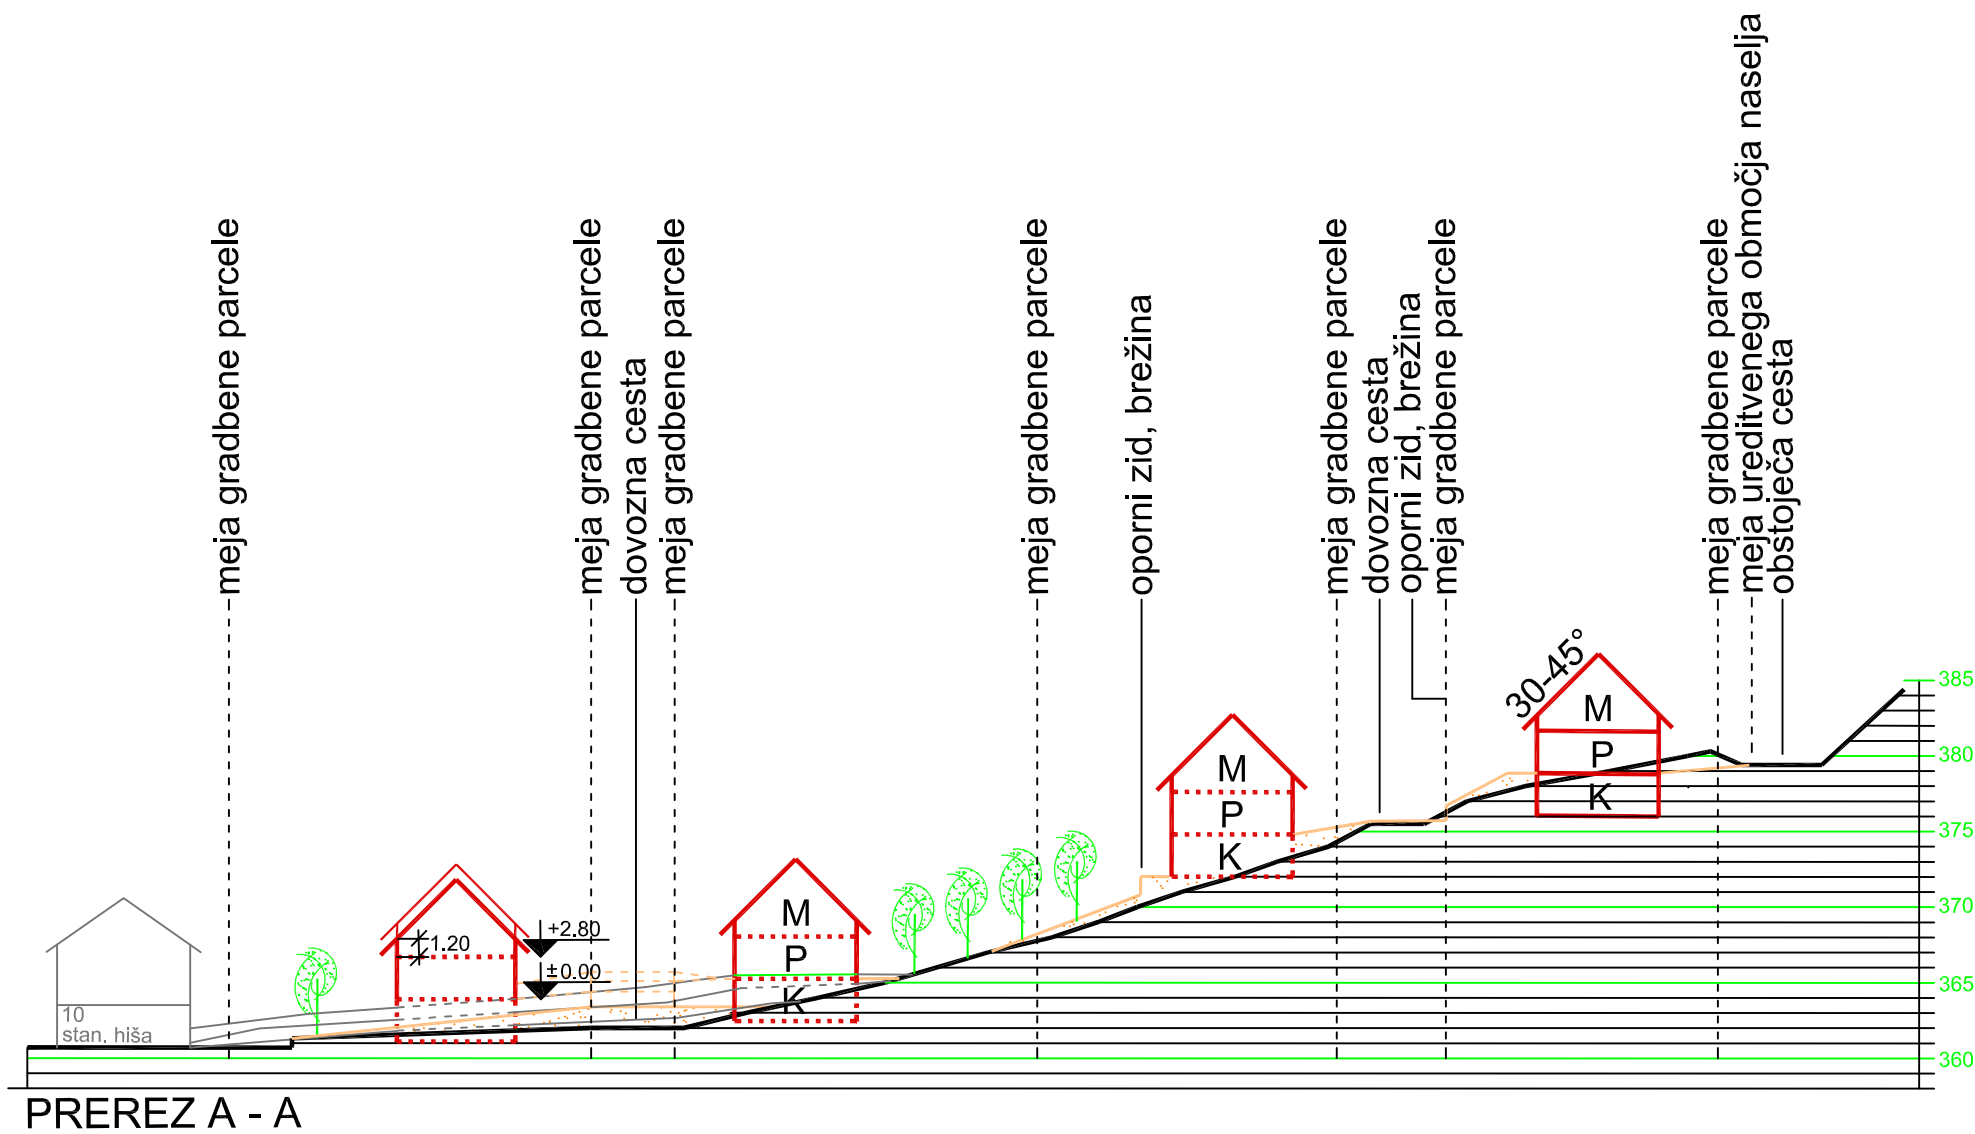 meja gradbene parcele
meja gradbene parcele
dovozna cesta
meja gradbene parcele
meja gradbene parcele
oporni zid, brežina
meja gradbene parcele
dovozna cesta
oporni zid, brežina
meja gradbene parcele
meja gradbene parcele
meja ureditvenega območja naselja
obstoječa cesta
30-45°
M
P
K
M
P
K
M
P
K
+2.80
1.20
±0.00
10
stan. hiša
385
380
375
370
365
360
PREREZ A - A